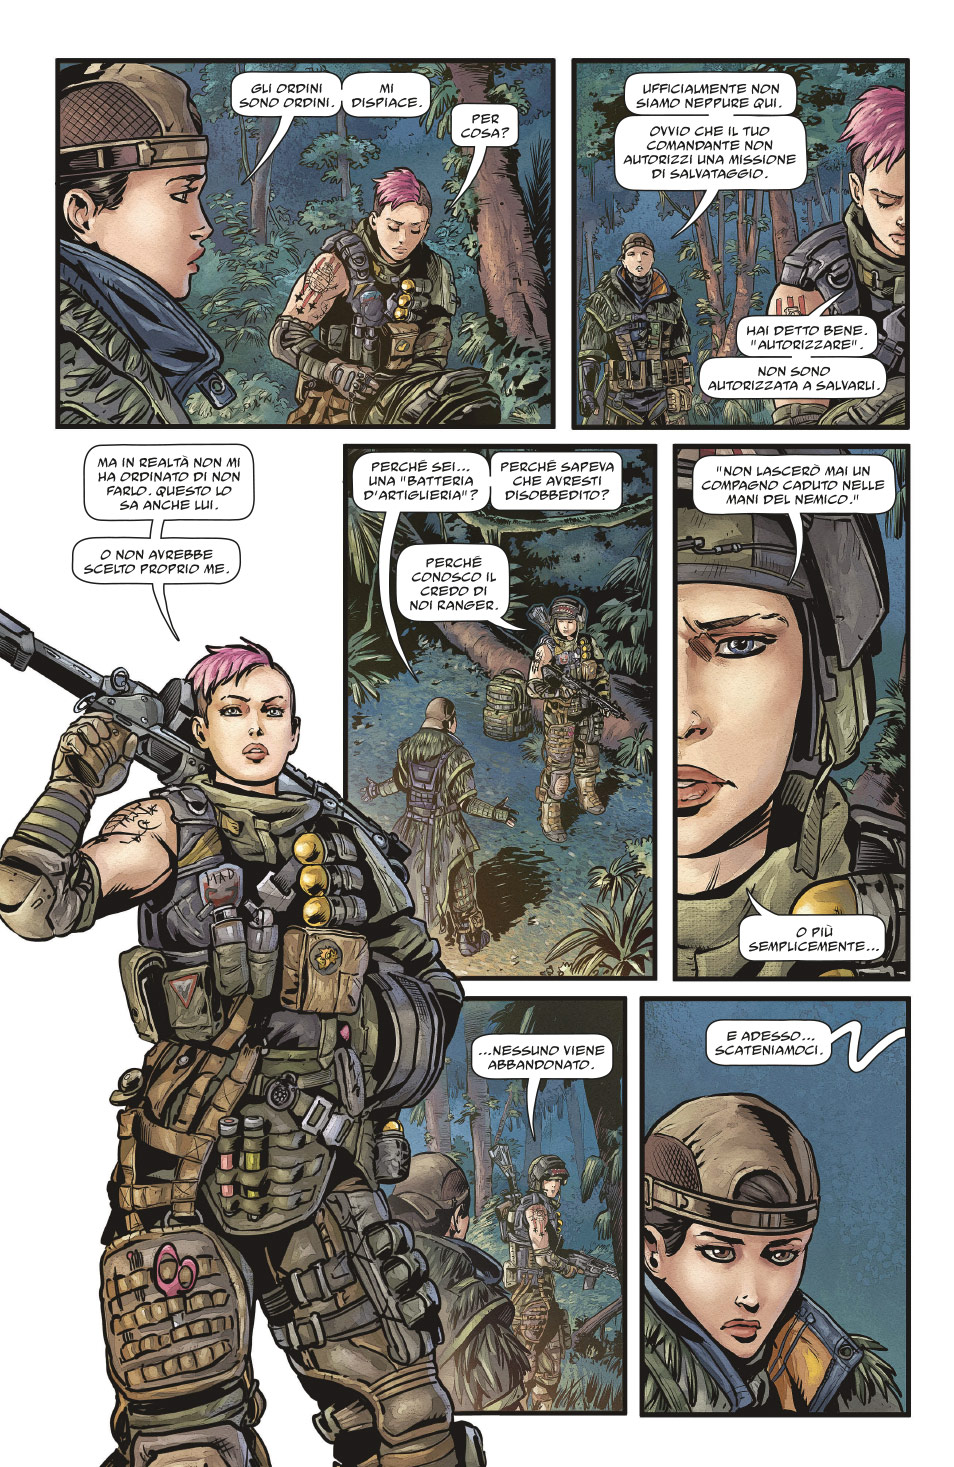 GLI ORDINI
SONO ORDINI.
MI
DISPIACE.
PER
COSA?
UFFICIALMENTE NON
SIAMO NEPPURE QUI.
OVVIO CHE IL TUO
COMANDANTE NON
AUTORIZZI UNA MISSIONE
DI SALVATAGGIO.
HAI DETTO BENE.
"AUTORIZZARE".
NON SONO
AUTORIZZATA A SALVARLI.
MA IN REALTÀ NON MI
HA ORDINATO DI NON
FARLO. QUESTO LO
SA ANCHE LUI.
O NON AVREBBE
SCELTO PROPRIO ME.
PERCHÉ SEI...
UNA "BATTERIA
D'ARTIGLIERIA"?
PERCHÉ SAPEVA
CHE AVRESTI
DISOBBEDITO?
PERCHÉ
CONOSCO IL
CREDO DI
NOI RANGER.
"NON LASCERÒ MAI UN
COMPAGNO CADUTO NELLE
MANI DEL NEMICO."
O PIÙ
SEMPLICEMENTE...
MAD
...NESSUNO VIENE
ABBANDONATO.
E ADESSO...
SCATENIAMOCI.